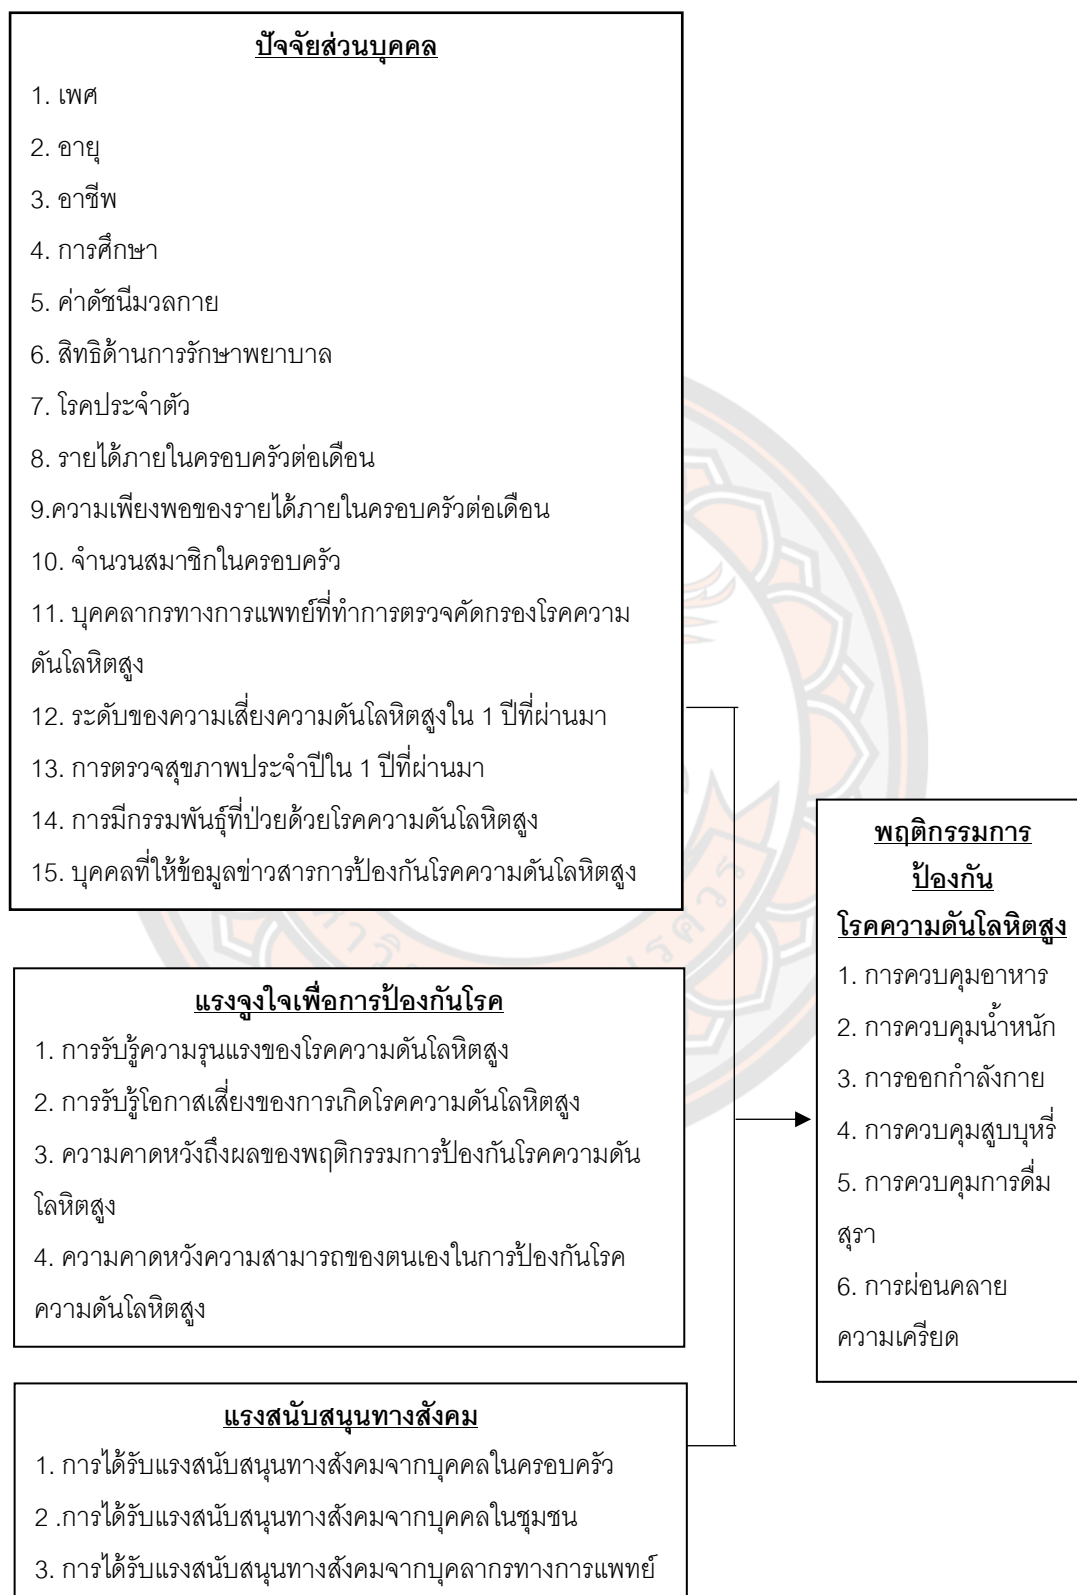 ปัจจัยส่วนบุคคล
1. เพศ
2. อายุ
3. อาชีพ
4. การศึกษา
5. ค่าดัชนีมวลกาย
6. สิทธิด้านการรักษาพยาบาล
7. โรคประจำตัว
8. รายได้ภายในครอบครัวต่อเดือน
9.ความเพียงพอของรายได้ภายในครอบครัวต่อเดือน
10. จำนวนสมาชิกในครอบครัว
11. บุคคลากรทางการแพทย์ที่ทำการตรวจคัดกรองโรคความ
ดันโลหิตสูง
12. ระดับของความเสี่ยงความดันโลหิตสูงใน 1 ปีที่ผ่านมา
13. การตรวจสุขภาพประจำปีใน 1 ปีที่ผ่านมา
14. การมีกรรมพันธุ์ที่ป่วยด้วยโรคความดันโลหิตสูง
15. บุคคลที่ให้ข้อมูลข่าวสารการป้องกันโรคความดันโลหิตสูง
แรงจูงใจเพื่อการป้องกันโรค
1. การรับรู้ความรุนแรงของโรคความดันโลหิตสูง
2. การรับรู้โอกาสเสี่ยงของการเกิดโรคความดันโลหิตสูง
3. ความคาดหวังถึงผลของพฤติกรรมการป้องกันโรคความดัน
โลหิตสูง
4. ความคาดหวังความสามารถของตนเองในการป้องกันโรค
ความดันโลหิตสูง
แรงสนับสนุนทางสังคม
1. การได้รับแรงสนับสนุนทางสังคมจากบุคคลในครอบครัว
2 .การได้รับแรงสนับสนุนทางสังคมจากบุคคลในชุมชน
3. การได้รับแรงสนับสนุนทางสังคมจากบุคลากรทางการแพทย์
พฤติกรรมการ
ป้องกัน
โรคความดันโลหิตสูง
1. การควบคุมอาหาร
2. การควบคุมน้ำหนัก
3. การออกกำลังกาย
4. การควบคุมสูบบุหรี่
5. การควบคุมการดื่ม
สุรา
6. การผ่อนคลาย
ความเครียด